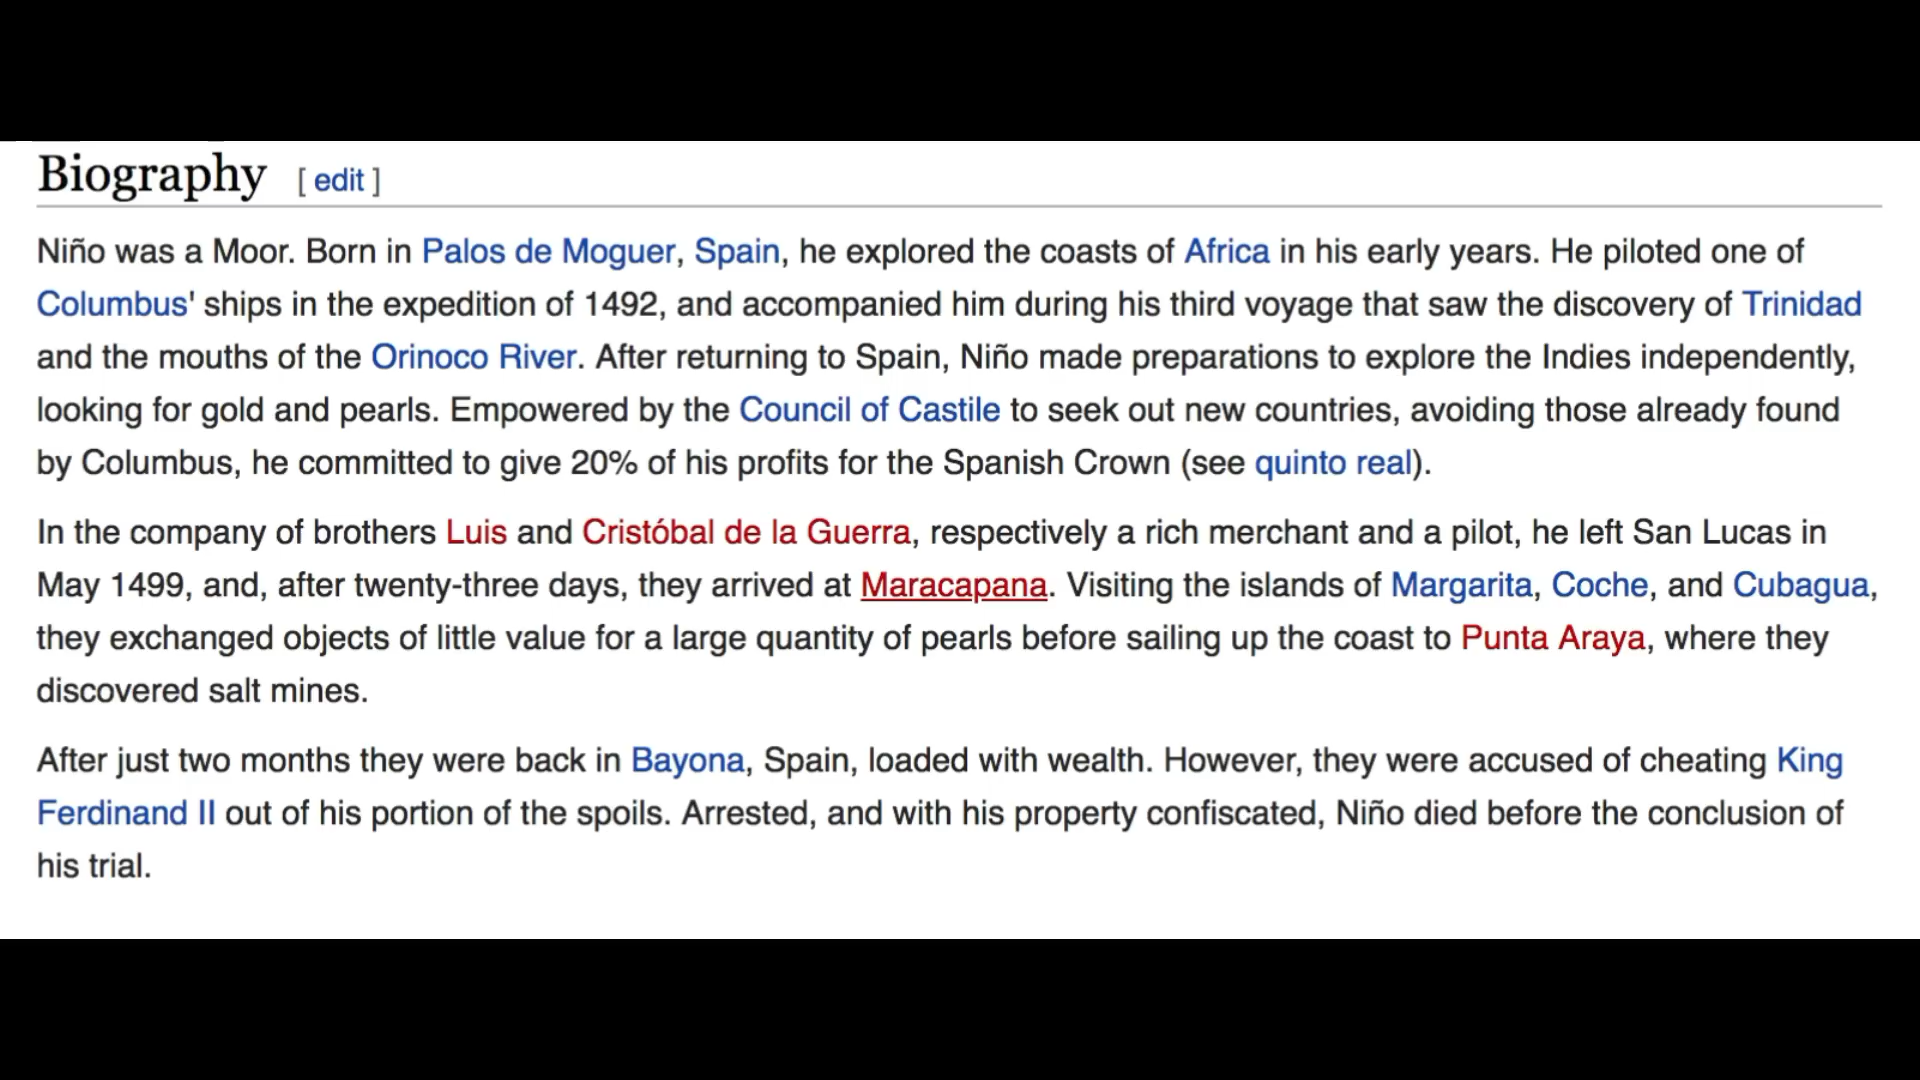 Biography [ edit ]
Niño was a Moor. Born in Palos de Moguer, Spain, he explored the coasts of Africa in his early years. He piloted one of
Columbus' ships in the expedition of 1492, and accompanied him during his third voyage that saw the discovery of Trinidad
and the mouths of the Orinoco River. After returning to Spain, Niño made preparations to explore the Indies independently,
looking for gold and pearls. Empowered by the Council of Castile to seek out new countries, avoiding those already found
by Columbus, he committed to give 20% of his profits for the Spanish Crown (see quinto real).
In the company of brothers Luis and Cristóbal de la Guerra, respectively a rich merchant and a pilot, he left San Lucas in
May 1499, and, after twenty-three days, they arrived at Maracapana. Visiting the islands of Margarita, Coche, and Cubagua,
they exchanged objects of little value for a large quantity of pearls before sailing up the coast to Punta Araya, where they
discovered salt mines.
After just two months they were back in Bayona, Spain, loaded with wealth. However, they were accused of cheating King
Ferdinand II out of his portion of the spoils. Arrested, and with his property confiscated, Niño died before the conclusion of
his trial.